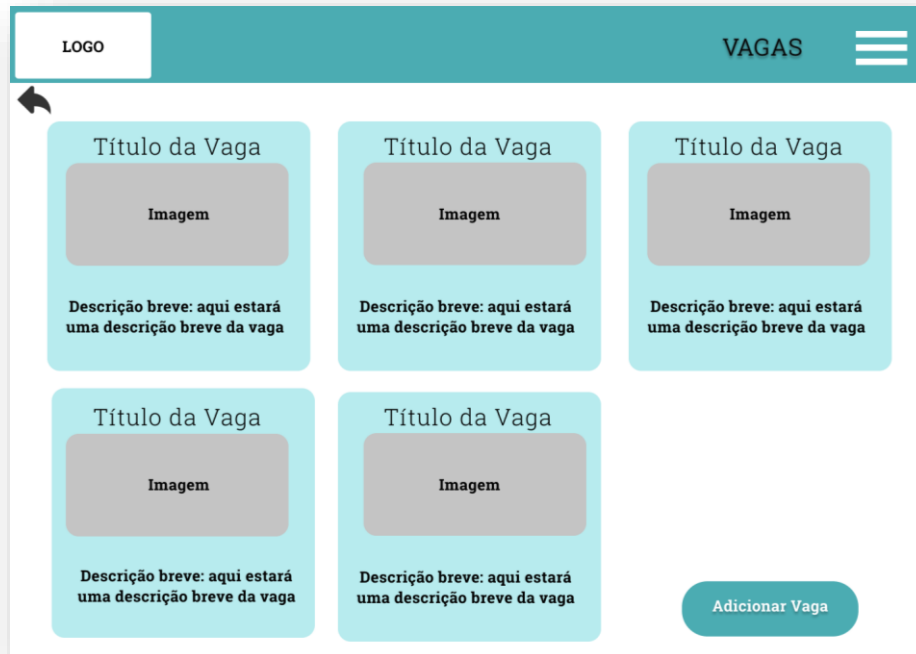 LOGO
VAGAS
Título da Vaga
Imagem
Descrição breve: aqui estará
uma descrição breve da vaga
Título da Vaga
Imagem
Descrição breve: aqui estará
uma descrição breve da vaga
Título da Vaga
Imagem
Descrição breve: aqui estará
uma descrição breve da vaga
Título da Vaga
Imagem
Descrição breve: aqui estará
uma descrição breve da vaga
Título da Vaga
Imagem
Descrição breve: aqui estará
uma descrição breve da vaga
Adicionar Vaga